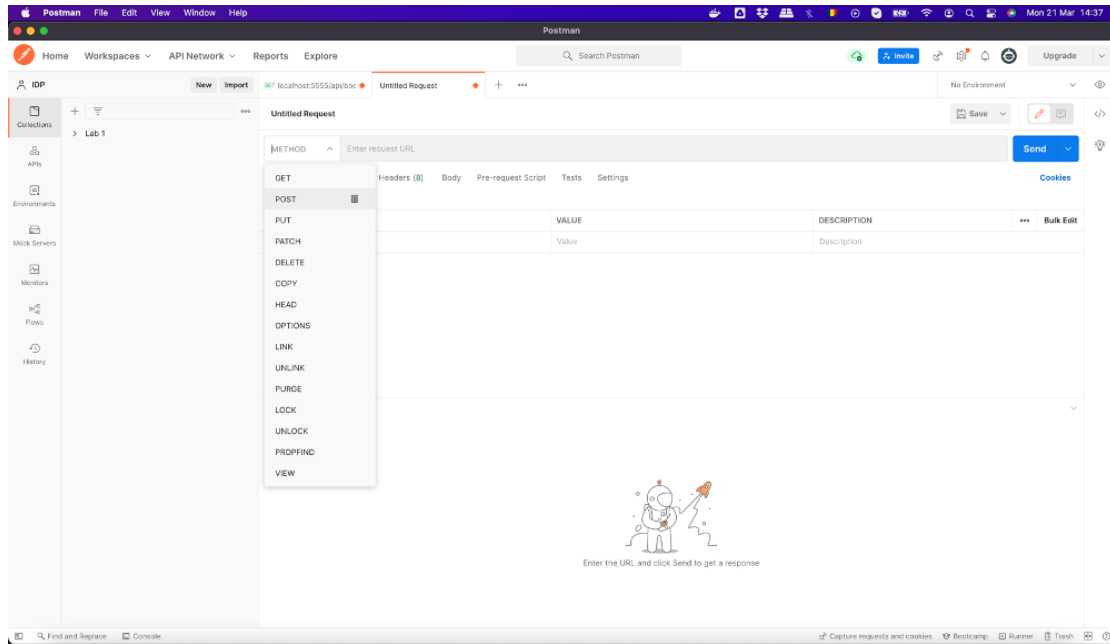 Postman File Edit View Window Help Mon 21 Mar 14:37
Postman
Home Workspaces API Network Reports Explore Search Postman Invite Upgrade
IDP New Import GET localhost:5555/api/boc Untitled Request No Environment
Collections
Lab 1
Untitled Request Save
METHOD Enter request URL Send
APIs
Environments
Mock Servers
Monitors
Flows
History
GET
POST
PUT
PATCH
DELETE
COPY
HEAD
OPTIONS
LINK
UNLINK
PURGE
LOCK
UNLOCK
PROPFIND
VIEW
Headers (8) Body Pre-request Script Tests Settings Cookies
VALUE DESCRIPTION Bulk Edit
Value Description
Enter the URL and click Send to get a response
Find and Replace Console Capture requests and cookies Bootcamp Runner Trash